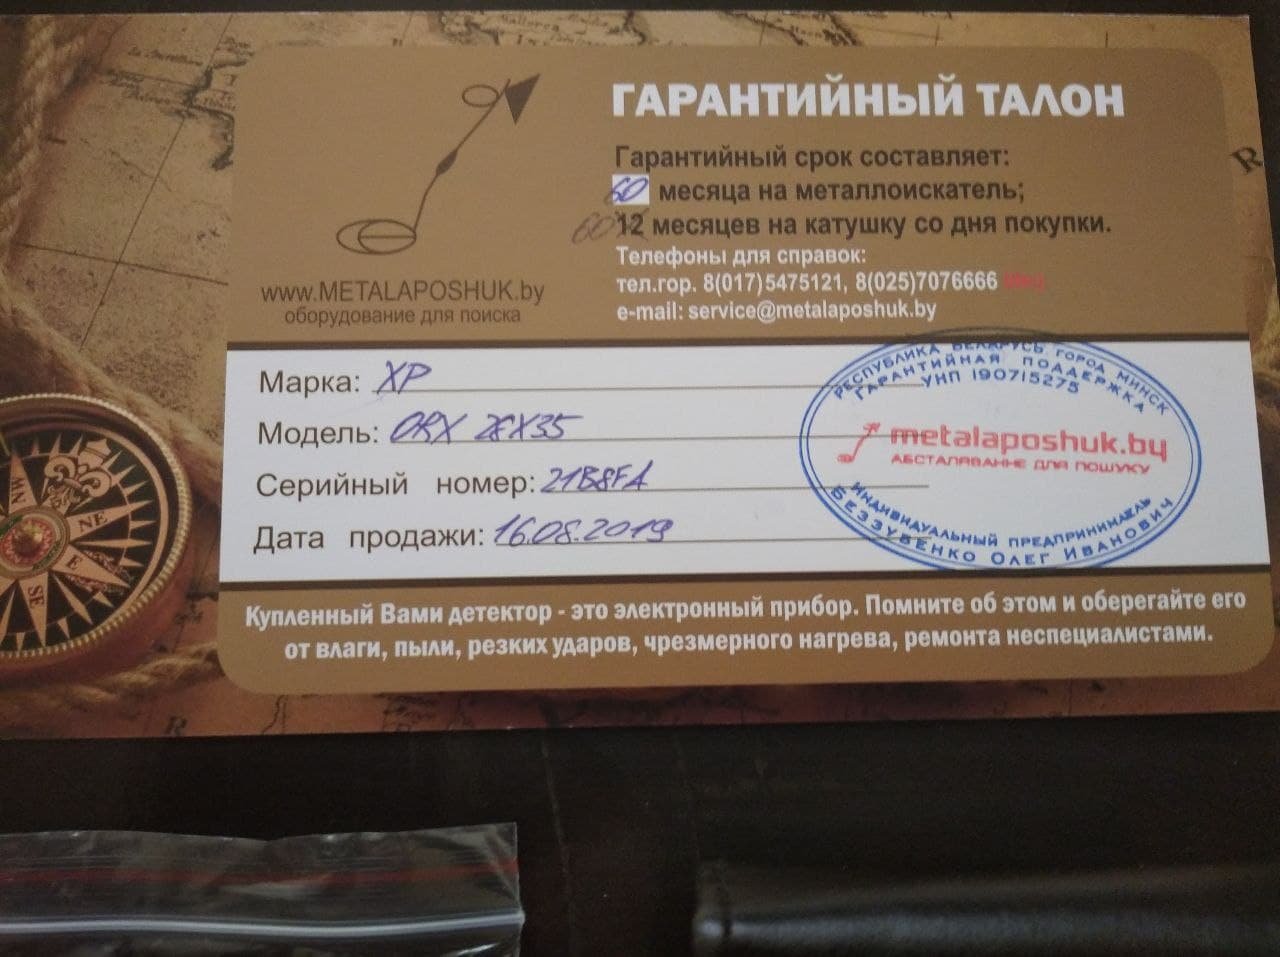 ГАРАНТИЙНЫЙ ТАЛОН
Гарантийный срок составляет:
60 месяца на металлоискатель;
60 12 месяцев на катушку со дня покупки.
Телефоны для справок:
тел.гор. 8(017)5475121, 8(025)7076666
e-mail: service@metalaposhuk.by
www.METALAPOSHUK.by
оборудование для поиска
Марка: XP
Модель: ORX 28X35
Серийный номер: 21B8FA
Дата продажи: 16.08.2019
РЕСПУБЛИКА БЕЛАРУСЬ ГОРОД МИНСК
ГАРАНТИЙНАЯ ПОДДЕРЖКА
УНП 190715275
metalaposhuk.by
АБСТАЛЯВАННЕ ДЛЯ ПОШУКУ
ИНДИВИДУАЛЬНЫЙ ПРЕДПРИНИМАТЕЛЬ
БЕЗЗУБЕНКО ОЛЕГ ИВАНОВИЧ
Купленный Вами детектор - это электронный прибор. Помните об этом и оберегайте его
от влаги, пыли, резких ударов, чрезмерного нагрева, ремонта неспециалистами.
NE
E
SE
R
R